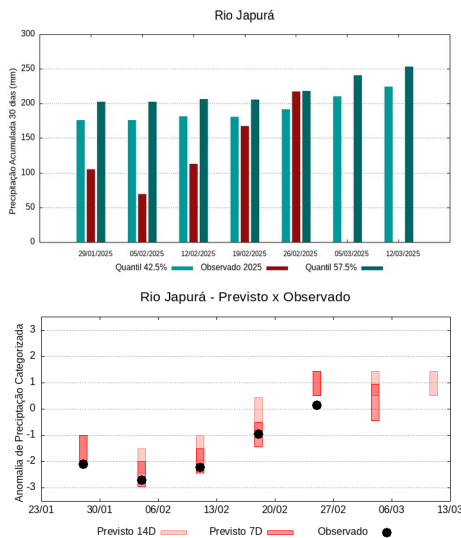 Rio Japurá
Precipitação Acumulada 30 dias (mm)
300
250
200
150
100
50
0
29/01/2025 05/02/2025 12/02/2025 19/02/2025 26/02/2025 05/03/2025 12/03/2025
Quantil 42.5% Observado 2025 Quantil 57.5%
Rio Japurá - Previsto x Observado
Anomalia de Preciptação Categorizada
3
2
1
0
-1
-2
-3
23/01 30/01 06/02 13/02 20/02 27/02 06/03 13/03
Previsto 14D Previsto 7D Observado